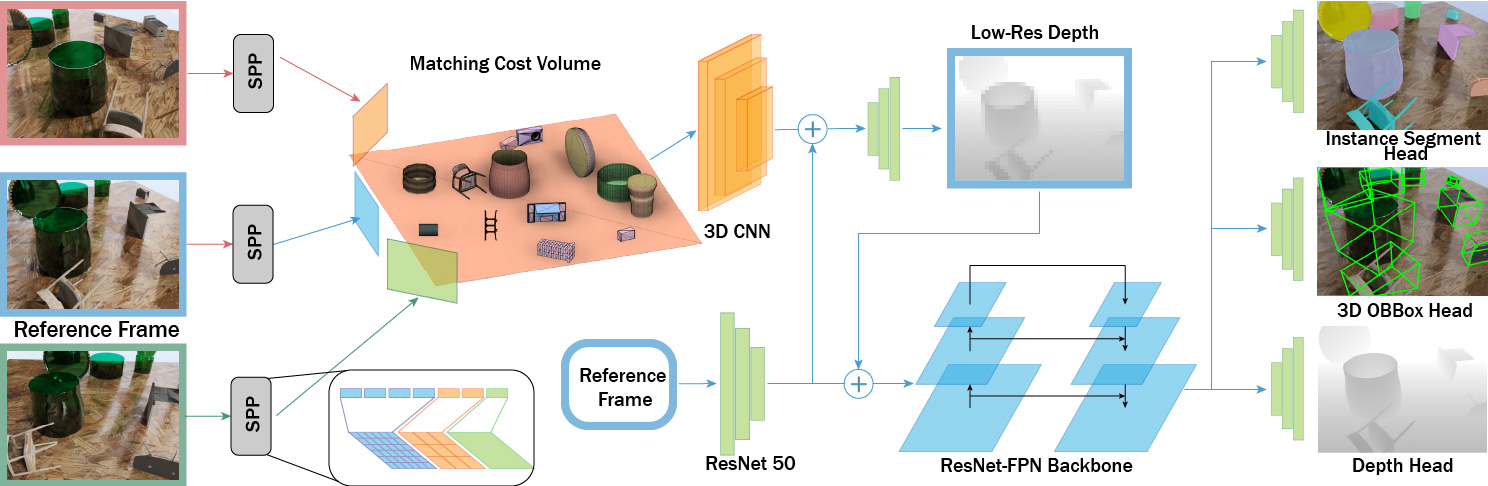 SPP
Matching Cost Volume
SPP
Reference Frame
SPP
3D CNN
Low-Res Depth
Reference
Frame
ResNet 50
ResNet-FPN Backbone
Instance Segment
Head
3D OBBox Head
Depth Head